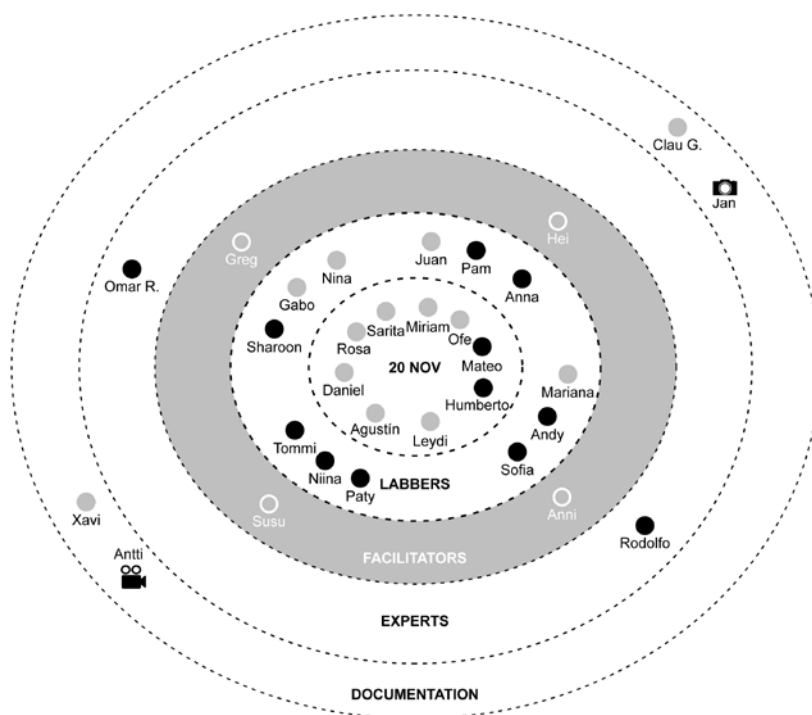 Clau G.
Jan
Hei
Greg
Juan
Pam
Nina
Anna
Omar R.
Gabo
Sarita
Miriam
Ofe
Sharoon
Rosa
20 NOV
Mateo
Daniel
Mariana
Humberto
Agustín
Leydi
Andy
Tommi
Sofia
Niina
Paty
LABBERS
Susu
Anni
Xavi
Rodolfo
Antti
FACILITATORS
EXPERTS
DOCUMENTATION